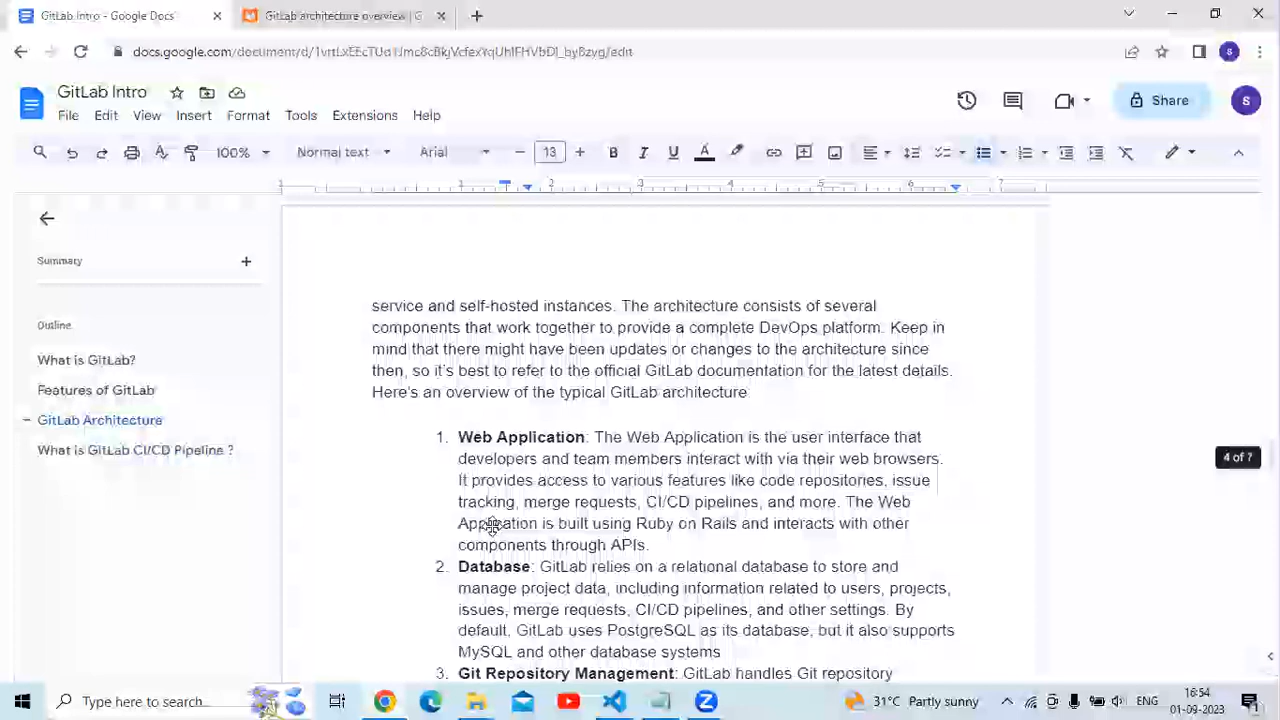 GitLab Intro - Google Docs
GitLab architecture overview | G
GitLab Intro
File Edit View Insert Format Tools Extensions Help
Share
S
100% Normal text Arial 13
1 1 2 3 4 5 6 7
Summary
Outline
What is GitLab?
Features of GitLab
GitLab Architecture
What is GitLab CI/CD Pipeline ?
service and self-hosted instances. The architecture consists of several
components that work together to provide a complete DevOps platform. Keep in
mind that there might have been updates or changes to the architecture since
then, so it's best to refer to the official GitLab documentation for the latest details.
Here's an overview of the typical GitLab architecture
1. Web Application: The Web Application is the user interface that
developers and team members interact with via their web browsers.
It provides access to various features like code repositories, issue
tracking, merge requests, CI/CD pipelines, and more. The Web
Application is built using Ruby on Rails and interacts with other
components through APIs.
2. Database: GitLab relies on a relational database to store and
manage project data, including information related to users, projects,
issues, merge requests, CI/CD pipelines, and other settings. By
default, GitLab uses PostgreSQL as its database, but it also supports
MySQL and other database systems
3. Git Repository Management: GitLab handles Git repository
4 of 7
Type here to search
31°C Partly sunny
ENG
16:54
01-09-2023